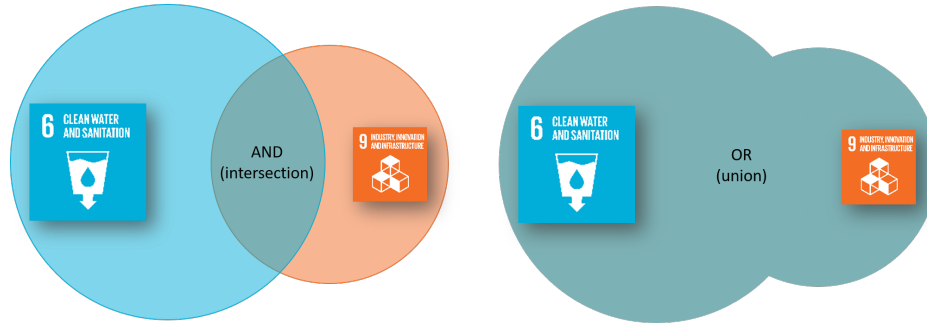 6 CLEAN WATER
AND SANITATION
AND
(intersection)
9 INDUSTRY, INNOVATION
AND INFRASTRUCTURE
6 CLEAN WATER
AND SANITATION
OR
(union)
9 INDUSTRY, INNOVATION
AND INFRASTRUCTURE